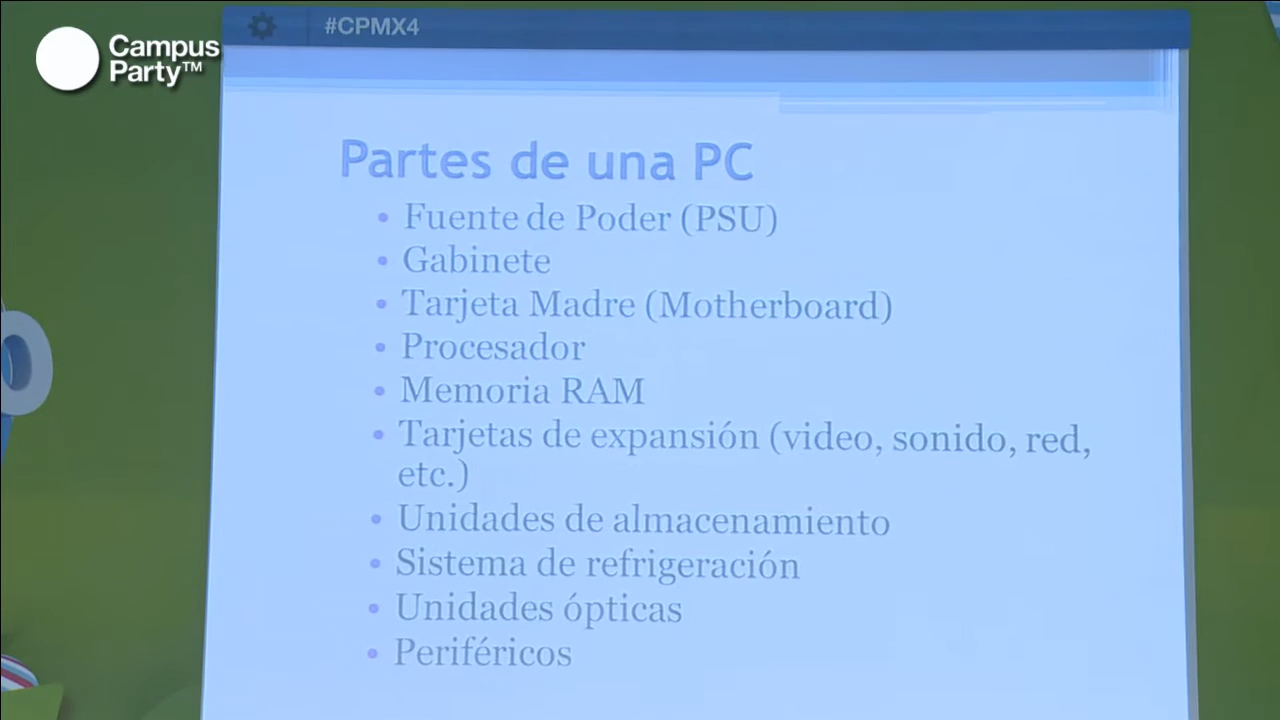 #CPMX4
Campus
Party™
Partes de una PC
• Fuente de Poder (PSU)
• Gabinete
• Tarjeta Madre (Motherboard)
• Procesador
• Memoria RAM
• Tarjetas de expansión (video, sonido, red,
etc.)
• Unidades de almacenamiento
• Sistema de refrigeración
• Unidades ópticas
• Periféricos